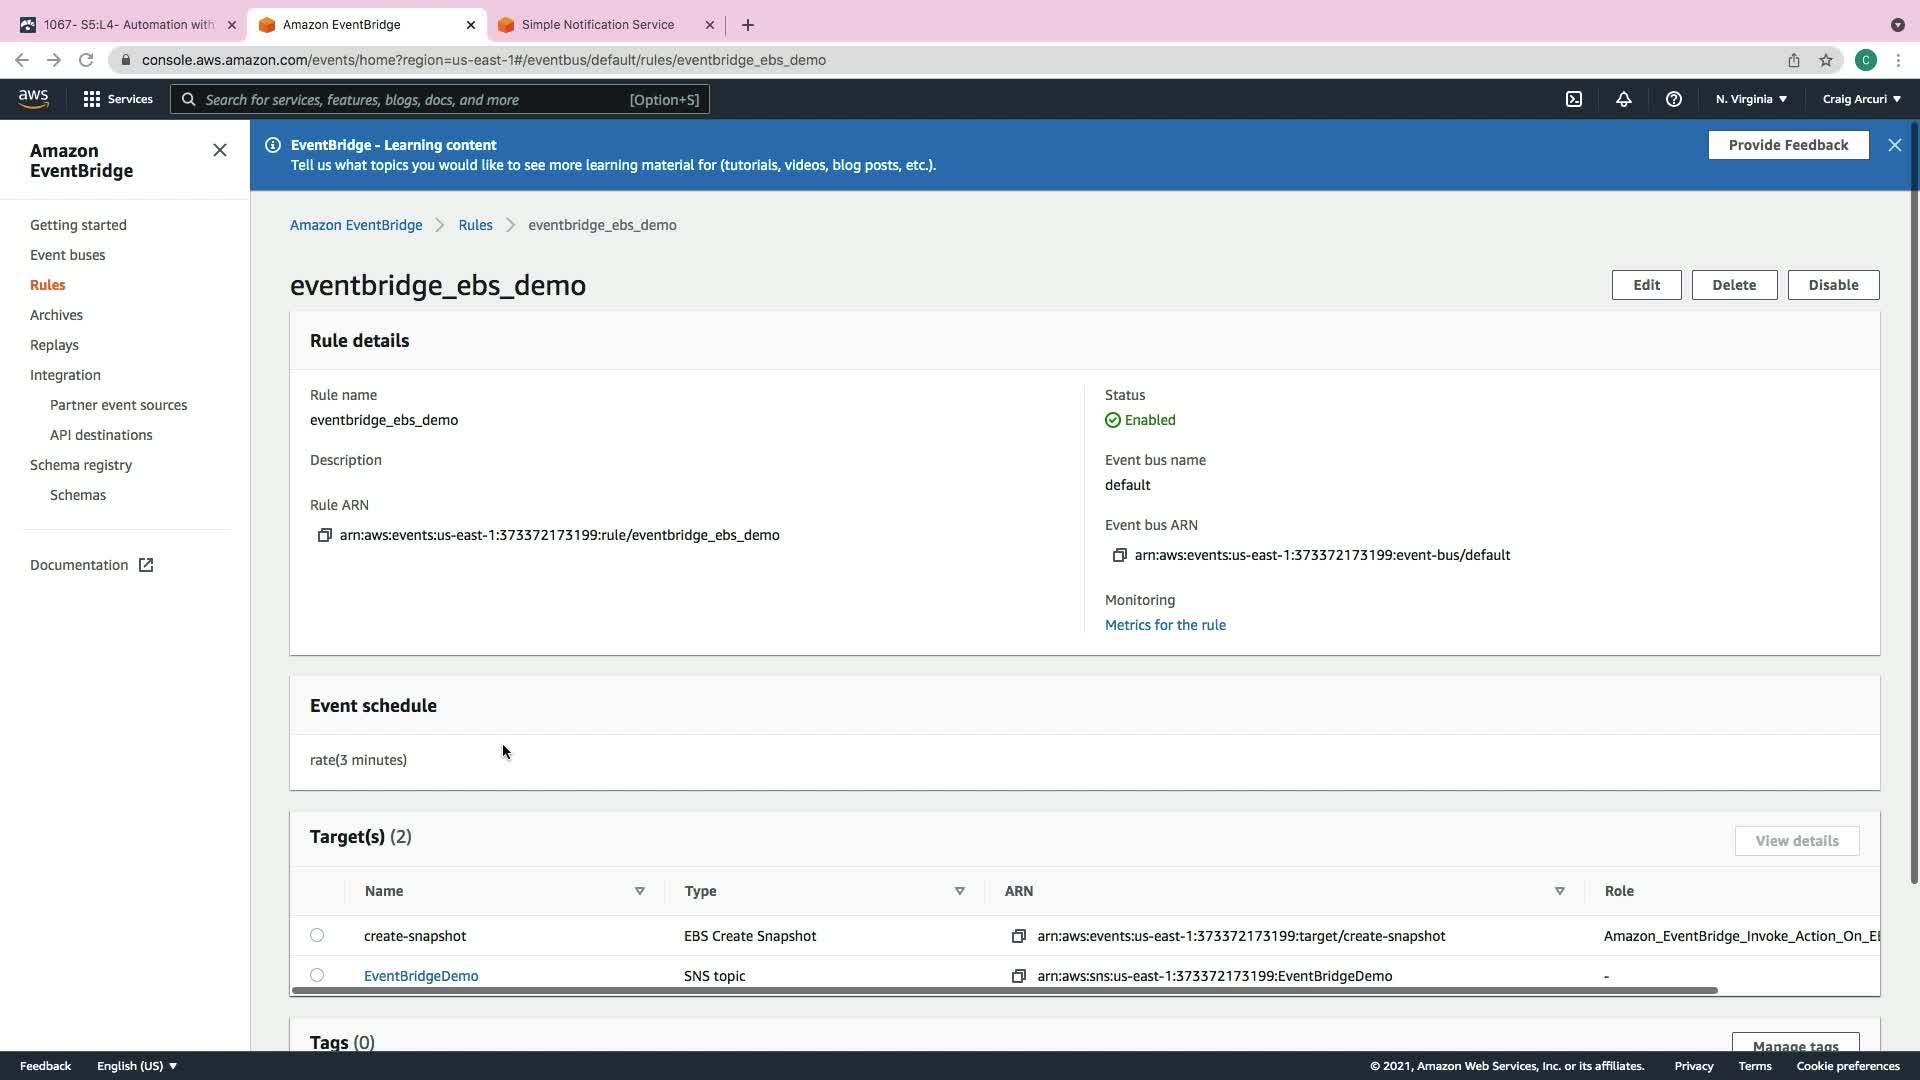 1067- S5:L4- Automation with
Amazon EventBridge
Simple Notification Service
console.aws.amazon.com/events/home?region=us-east-1#/eventbus/default/rules/eventbridge_ebs_demo
C
aws
Services
Search for services, features, blogs, docs, and more
[Option+S]
N. Virginia
Craig Arcuri
Amazon
EventBridge
Getting started
Event buses
Rules
Archives
Replays
Integration
Partner event sources
API destinations
Schema registry
Schemas
Documentation
EventBridge - Learning content
Tell us what topics you would like to see more learning material for (tutorials, videos, blog posts, etc.).
Provide Feedback
Amazon EventBridge
Rules
eventbridge_ebs_demo
eventbridge_ebs_demo
Edit
Delete
Disable
Rule details
Rule name
eventbridge_ebs_demo
Description
Rule ARN
arn:aws:events:us-east-1:373372173199:rule/eventbridge_ebs_demo
Status
Enabled
Event bus name
default
Event bus ARN
arn:aws:events:us-east-1:373372173199:event-bus/default
Monitoring
Metrics for the rule
Event schedule
rate(3 minutes)
Target(s) (2)
View details
Name
Type
ARN
Role
create-snapshot
EBS Create Snapshot
arn:aws:events:us-east-1:373372173199:target/create-snapshot
Amazon_EventBridge_Invoke_Action_On_E
EventBridgeDemo
SNS topic
arn:aws:sns:us-east-1:373372173199:EventBridgeDemo
-
Tags (0)
Manage tags
Feedback
English (US)
© 2021, Amazon Web Services, Inc. or its affiliates.
Privacy
Terms
Cookie preferences